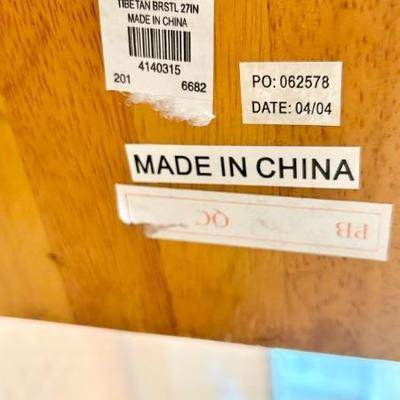 TIBETAN BRSTL 27IN
MADE IN CHINA
4140315
201 6682
PO: 062578
DATE: 04/04
MADE IN CHINA
PB QC